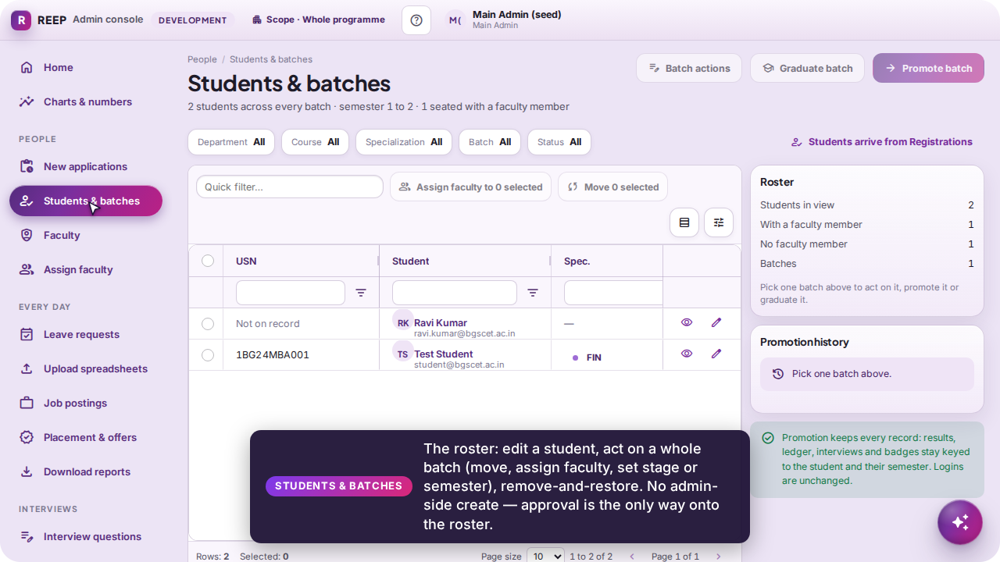 R REEP Admin console DEVELOPMENT Scope · Whole programme M( Main Admin (seed)
Main Admin
Home
Charts & numbers
PEOPLE
New applications
Students & batches
Faculty
Assign faculty
EVERY DAY
Leave requests
Upload spreadsheets
Job postings
Placement & offers
Download reports
INTERVIEWS
Interview questions
People / Students & batches
Students & batches
2 students across every batch · semester 1 to 2 · 1 seated with a faculty member
Batch actions Graduate batch Promote batch
Department All Course All Specialization All Batch All Status All
Students arrive from Registrations
Quick filter... Assign faculty to 0 selected Move 0 selected
USN Student Spec.
Not on record RK Ravi Kumar —
ravi.kumar@bgscet.ac.in
1BG24MBA001 TS Test Student FIN
student@bgscet.ac.in
Rows: 2 Selected: 0 Page size 10 1 to 2 of 2 Page 1 of 1
Roster
Students in view 2
With a faculty member 1
No faculty member 1
Batches 1
Pick one batch above to act on it, promote it or
graduate it.
Promotion history
Pick one batch above.
Promotion keeps every record: results,
ledger, interviews and badges stay keyed
to the student and their semester. Logins
are unchanged.
STUDENTS & BATCHES
The roster: edit a student, act on a whole
batch (move, assign faculty, set stage or
semester), remove-and-restore. No admin-
side create — approval is the only way onto
the roster.